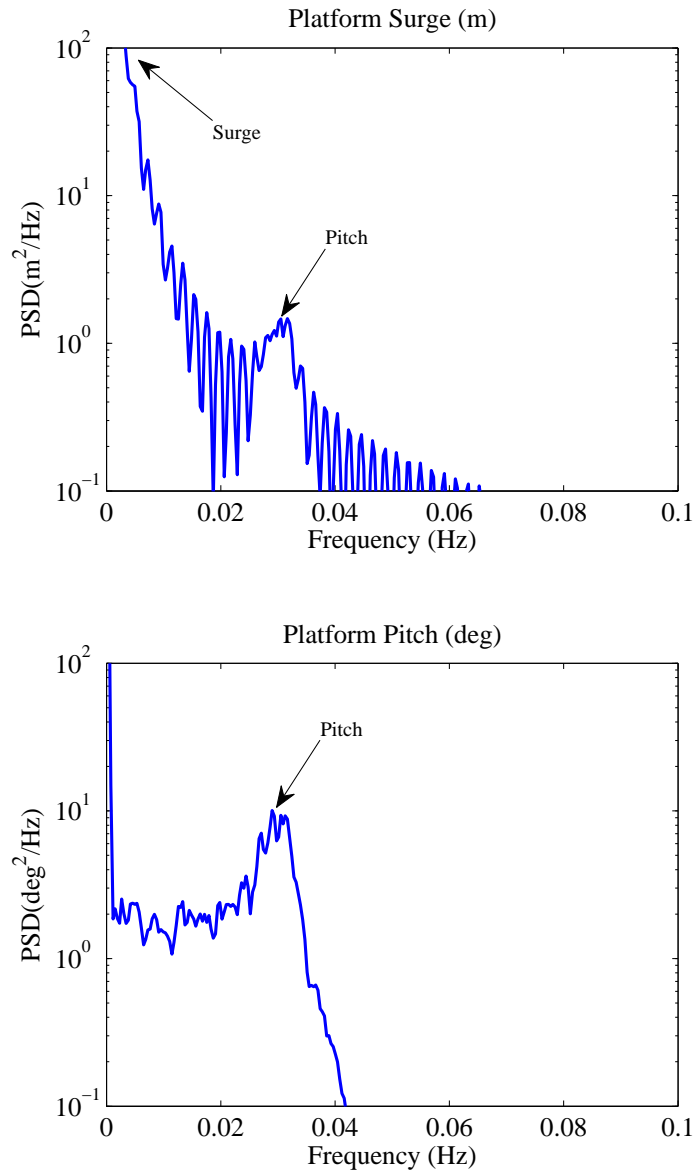 Platform Surge (m)
10^2
Surge
10^1
Pitch
PSD(m^2/Hz)
10^0
10^-1
0 0.02 0.04 0.06 0.08 0.1
Frequency (Hz)
Platform Pitch (deg)
10^2
Pitch
10^1
PSD(deg^2/Hz)
10^0
10^-1
0 0.02 0.04 0.06 0.08 0.1
Frequency (Hz)